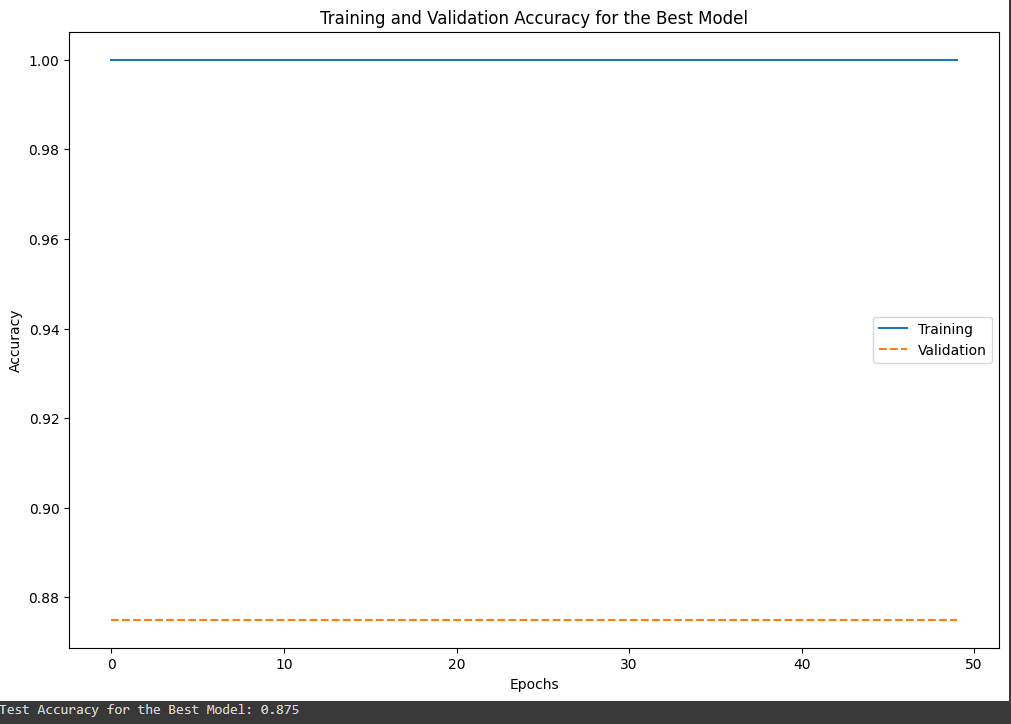 Training and Validation Accuracy for the Best Model
1.00
0.98
0.96
0.94
0.92
0.90
0.88
Accuracy
Training
Validation
0 10 20 30 40 50
Epochs
Test Accuracy for the Best Model: 0.875